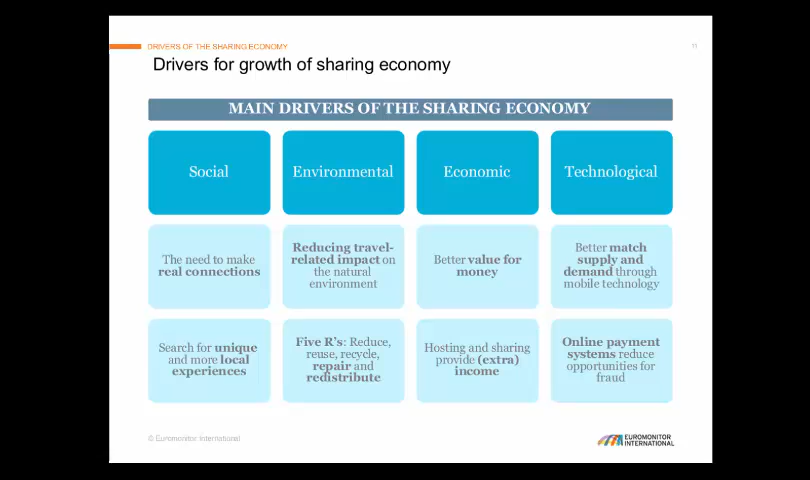 DRIVERS OF THE SHARING ECONOMY
11
Drivers for growth of sharing economy
MAIN DRIVERS OF THE SHARING ECONOMY
Social
Environmental
Economic
Technological
The need to make
real connections
Reducing travel-
related impact on
the natural
environment
Better value for
money
Better match
supply and
demand through
mobile technology
Search for unique
and more local
experiences
Five R's: Reduce,
reuse, recycle,
repair and
redistribute
Hosting and sharing
provide (extra)
income
Online payment
systems reduce
opportunities for
fraud
© Euromonitor International
EUROMONITOR
INTERNATIONAL